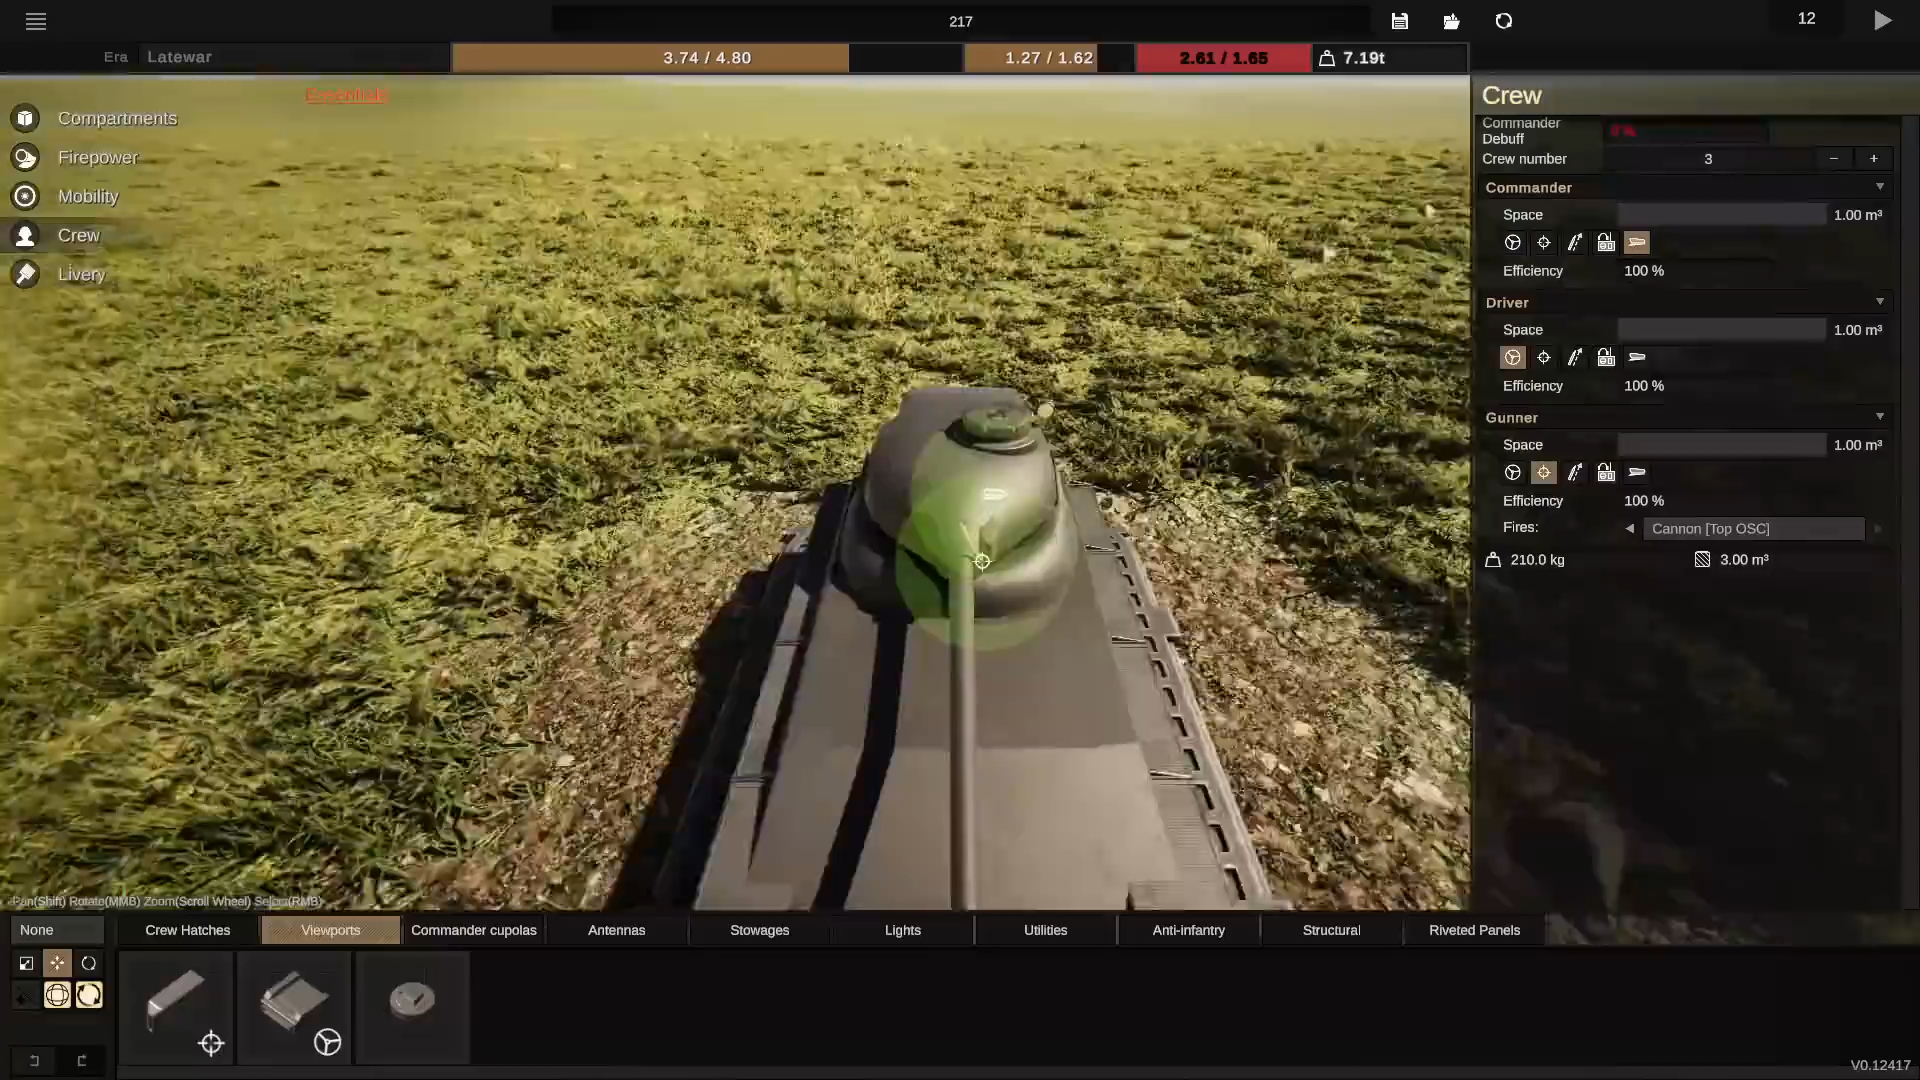 217
12
Era
Latewar
3.74 / 4.80
1.27 / 1.62
2.61 / 1.65
7.19t
Essentials
Compartments
Firepower
Mobility
Crew
Livery
Crew
Commander
Debuff
Crew number
3
−
+
Commander
Space
1.00 m³
Efficiency
100 %
Driver
Space
1.00 m³
Efficiency
100 %
Gunner
Space
1.00 m³
Efficiency
100 %
Fires:
Cannon [Top OSC]
210.0 kg
3.00 m³
Pan(Shift) Rotate(MMB) Zoom(Scroll Wheel) Select(RMB)
None
Crew Hatches
Viewports
Commander cupolas
Antennas
Stowages
Lights
Utilities
Anti-infantry
Structural
Riveted Panels
V0.12417